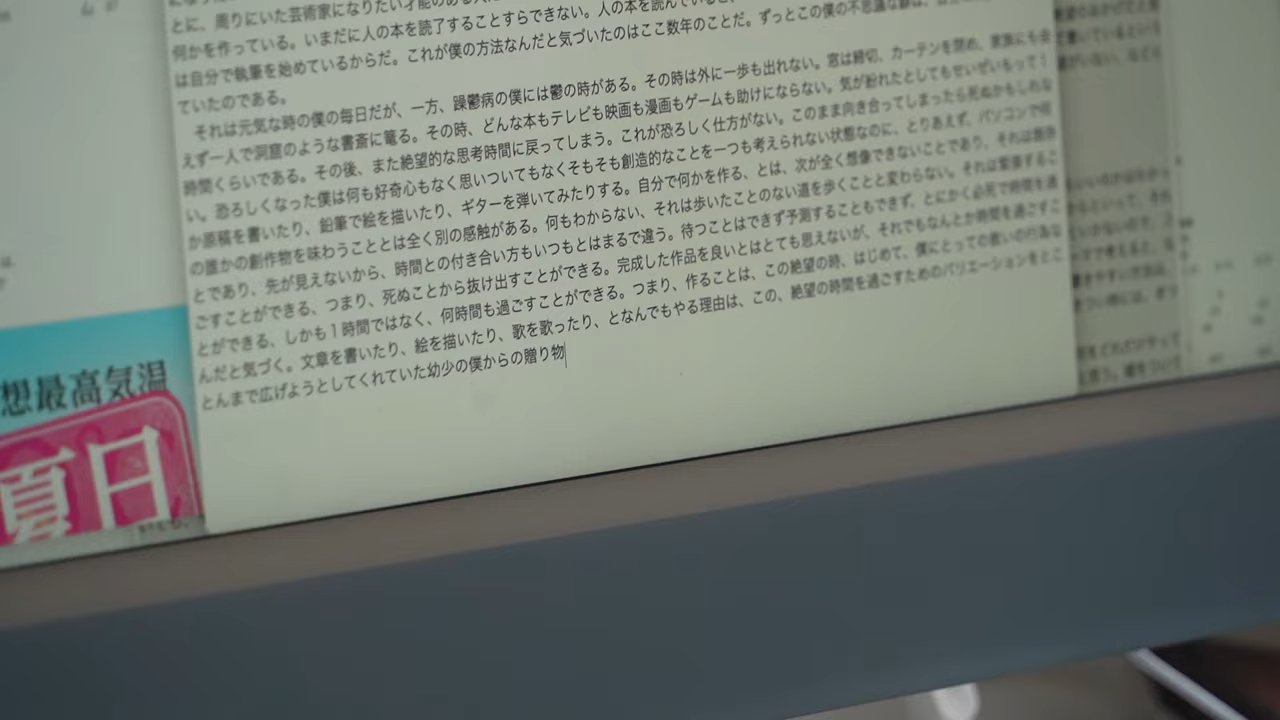 とに、周りにいた芸術家になりたい才能のある人
何かを作っている。いまだに人の本を読了することすらできない。人の本を読んでいると
は自分で執筆を始めているからだ。これが僕の方法なんだと気づいたのはここ数年のことだ。ずっとこの僕の不思議な
ていたのである。
それは元気な時の僕の毎日だが、一方、躁鬱病の僕には鬱の時がある。その時は外に一歩も出れない。窓は締切、カーテンを閉め、家族にも会
えず一人で洞窟のような書斎に篭る。その時、どんな本もテレビも映画も漫画もゲームも助けにならない。気が紛れたとしてもせいぜいもって1
時間くらいである。その後、また絶望的な思考時間に戻ってしまう。これが恐ろしく仕方がない。このまま向き合ってしまったら死ぬかもしれな
い。恐ろしくなった僕は何も好奇心もなく思いついてもなくそもそも創造的なことを一つも考えられない状態なのに、とりあえず、パソコンで何
か原稿を書いたり、鉛筆で絵を描いたり、ギターを弾いてみたりする。自分で何かを作る、とは、次が全く想像できないことであり、それは既存
の誰かの創作物を味わうこととは全く別の感触がある。何もわからない、それは歩いたことのない道を歩くことと変わらない。それは緊張するこ
とであり、先が見えないから、時間との付き合い方もいつもとはまるで違う。待つことはできず予測することもできず、とにかく必死で時間を過
ごすことができる、つまり、死ぬことから抜け出すことができる。完成した作品を良いとはとても思えないが、それでもなんとか時間を過ごすこ
とができる、しかも1時間ではなく、何時間も過ごすことができる。つまり、作ることは、この絶望の時、はじめて、僕にとっての救いの行為な
んだと気づく。文章を書いたり、絵を描いたり、歌を歌ったり、となんでもやる理由は、この、絶望の時間を過ごすためのバリエーションをとこ
とんまで広げようとしてくれていた幼少の僕からの贈り物
想最高気温
夏日